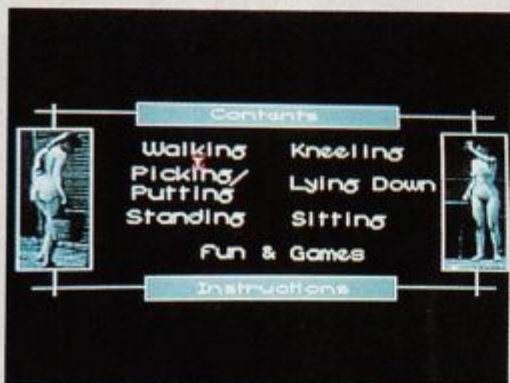 Contents
Walking Kneeling
Picking/
Putting Lying Down
Standing Sitting
Fun & Games
Instructions